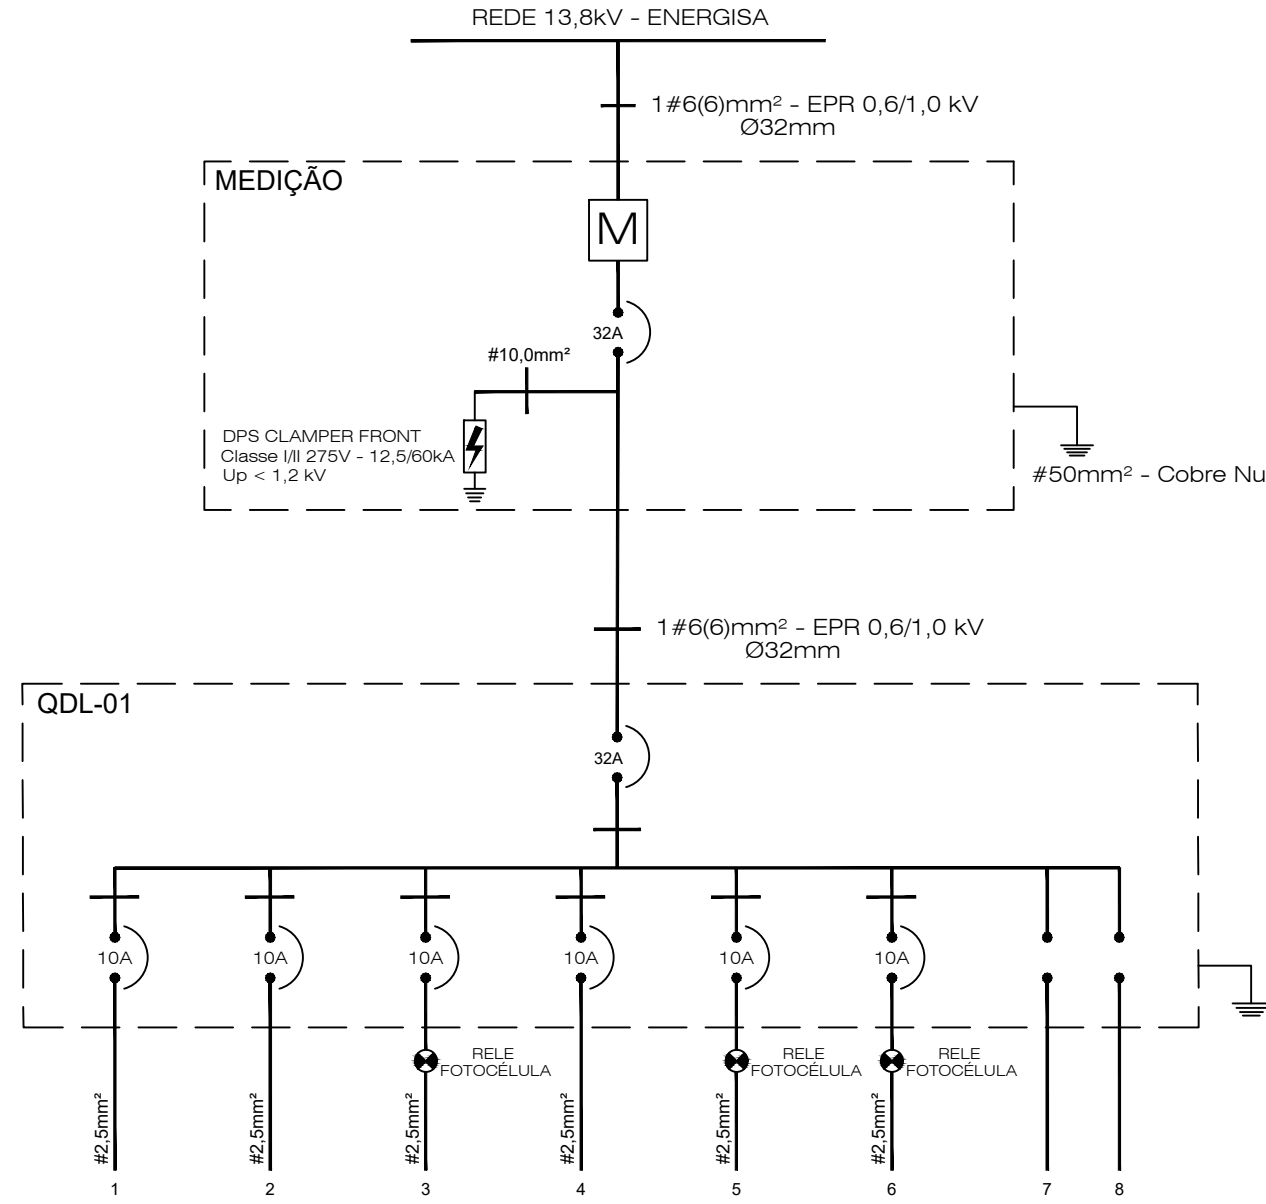 REDE 13,8kV - ENERGISA
1#6(6)mm² - EPR 0,6/1,0 kV
Ø32mm
MEDIÇÃO
M
32A
#10,0mm²
DPS CLAMPER FRONT
Classe I/II 275V - 12,5/60kA
Up < 1,2 kV
#50mm² - Cobre Nu
1#6(6)mm² - EPR 0,6/1,0 kV
Ø32mm
QDL-01
32A
10A
10A
10A
10A
10A
10A
RELE
FOTOCÉLULA
RELE
FOTOCÉLULA
RELE
FOTOCÉLULA
#2,5mm²
#2,5mm²
#2,5mm²
#2,5mm²
#2,5mm²
#2,5mm²
1
2
3
4
5
6
7
8